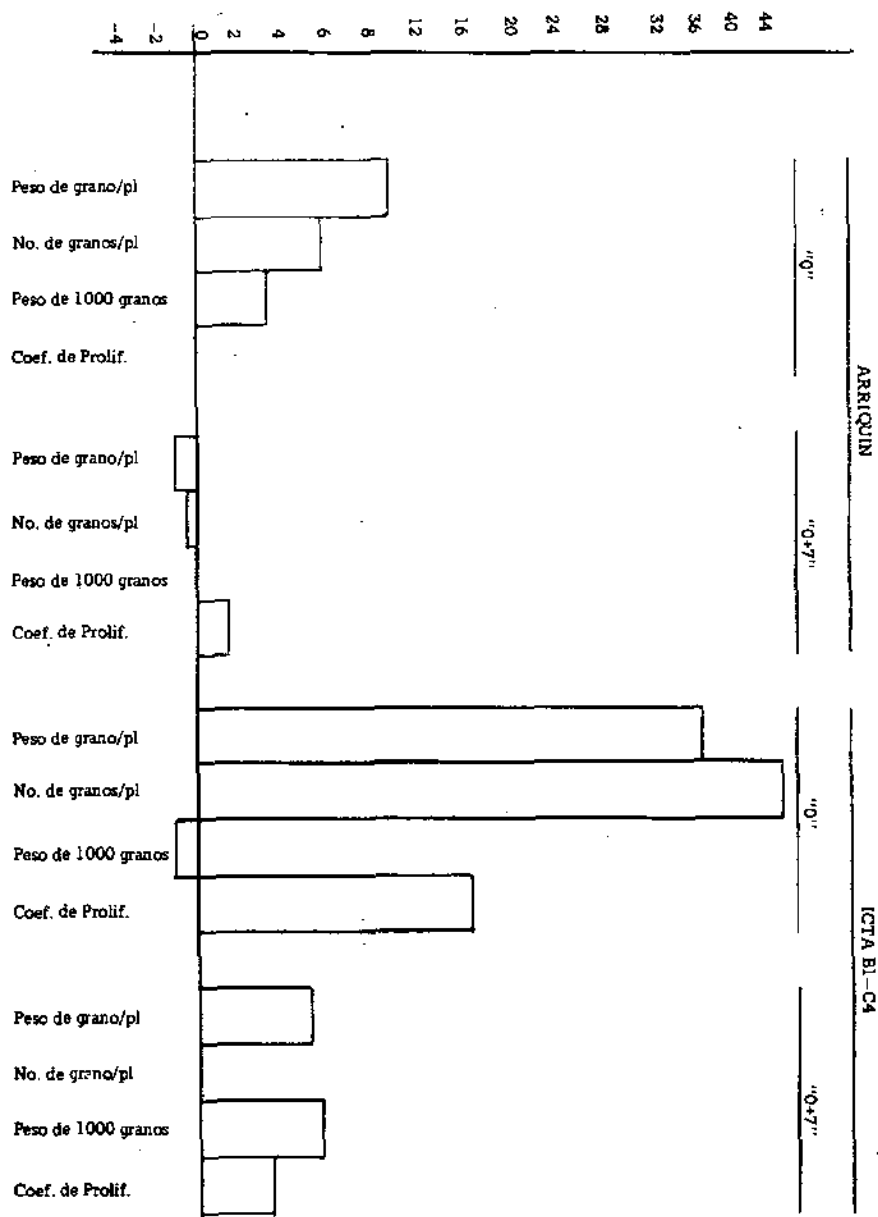 -4 -2 0 2 4 6 8 12 16 20 24 28 32 36 40 44
ARRIQUIN
"0"
Peso de grano/pl
No. de granos/pl
Peso de 1000 granos
Coef. de Prolif.
"0+7"
Peso de grano/pl
No. de granos/pl
Peso de 1000 granos
Coef. de Prolif.
ICTA B1-C4
"0"
Peso de grano/pl
No. de granos/pl
Peso de 1000 granos
Coef. de Prolif.
"0+7"
Peso de grano/pl
No. de grano/pl
Peso de 1000 granos
Coef. de Prolif.